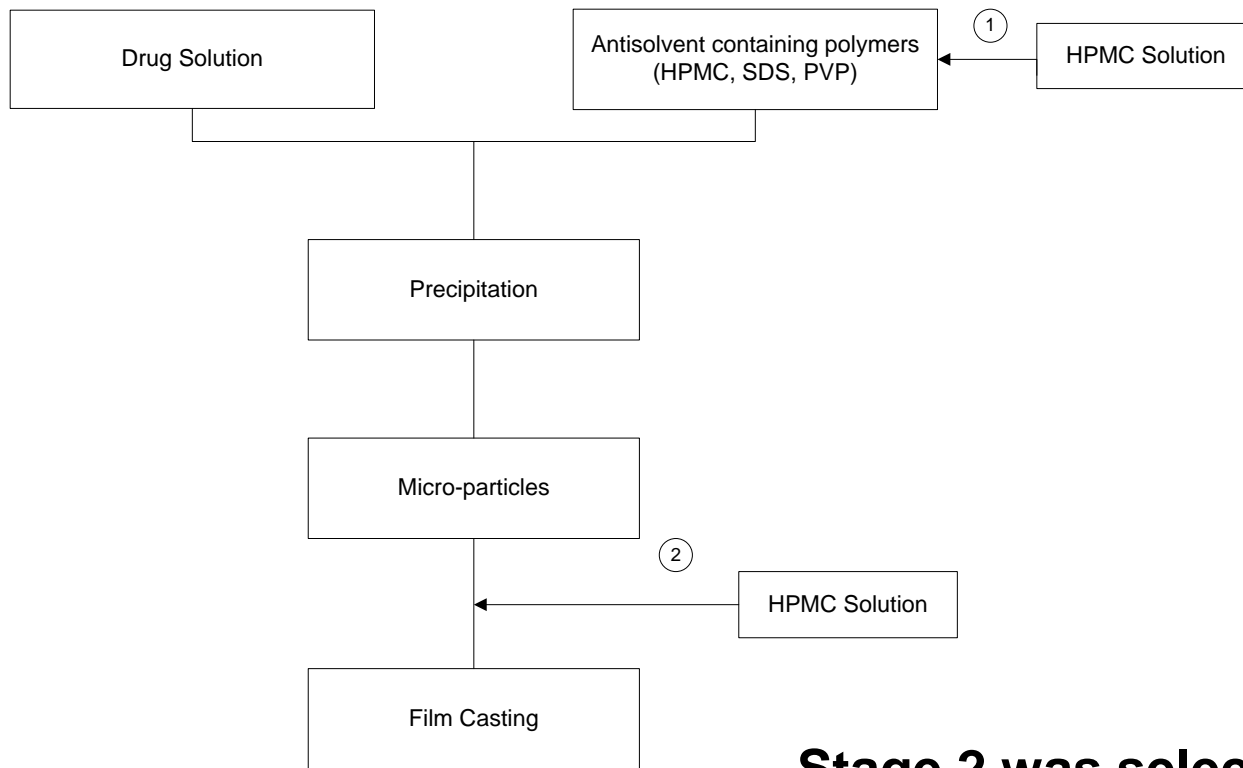 Drug Solution
Antisolvent containing polymers
(HPMC, SDS, PVP)
1
HPMC Solution
Precipitation
Micro-particles
2
HPMC Solution
Film Casting
Stage 2 was selec